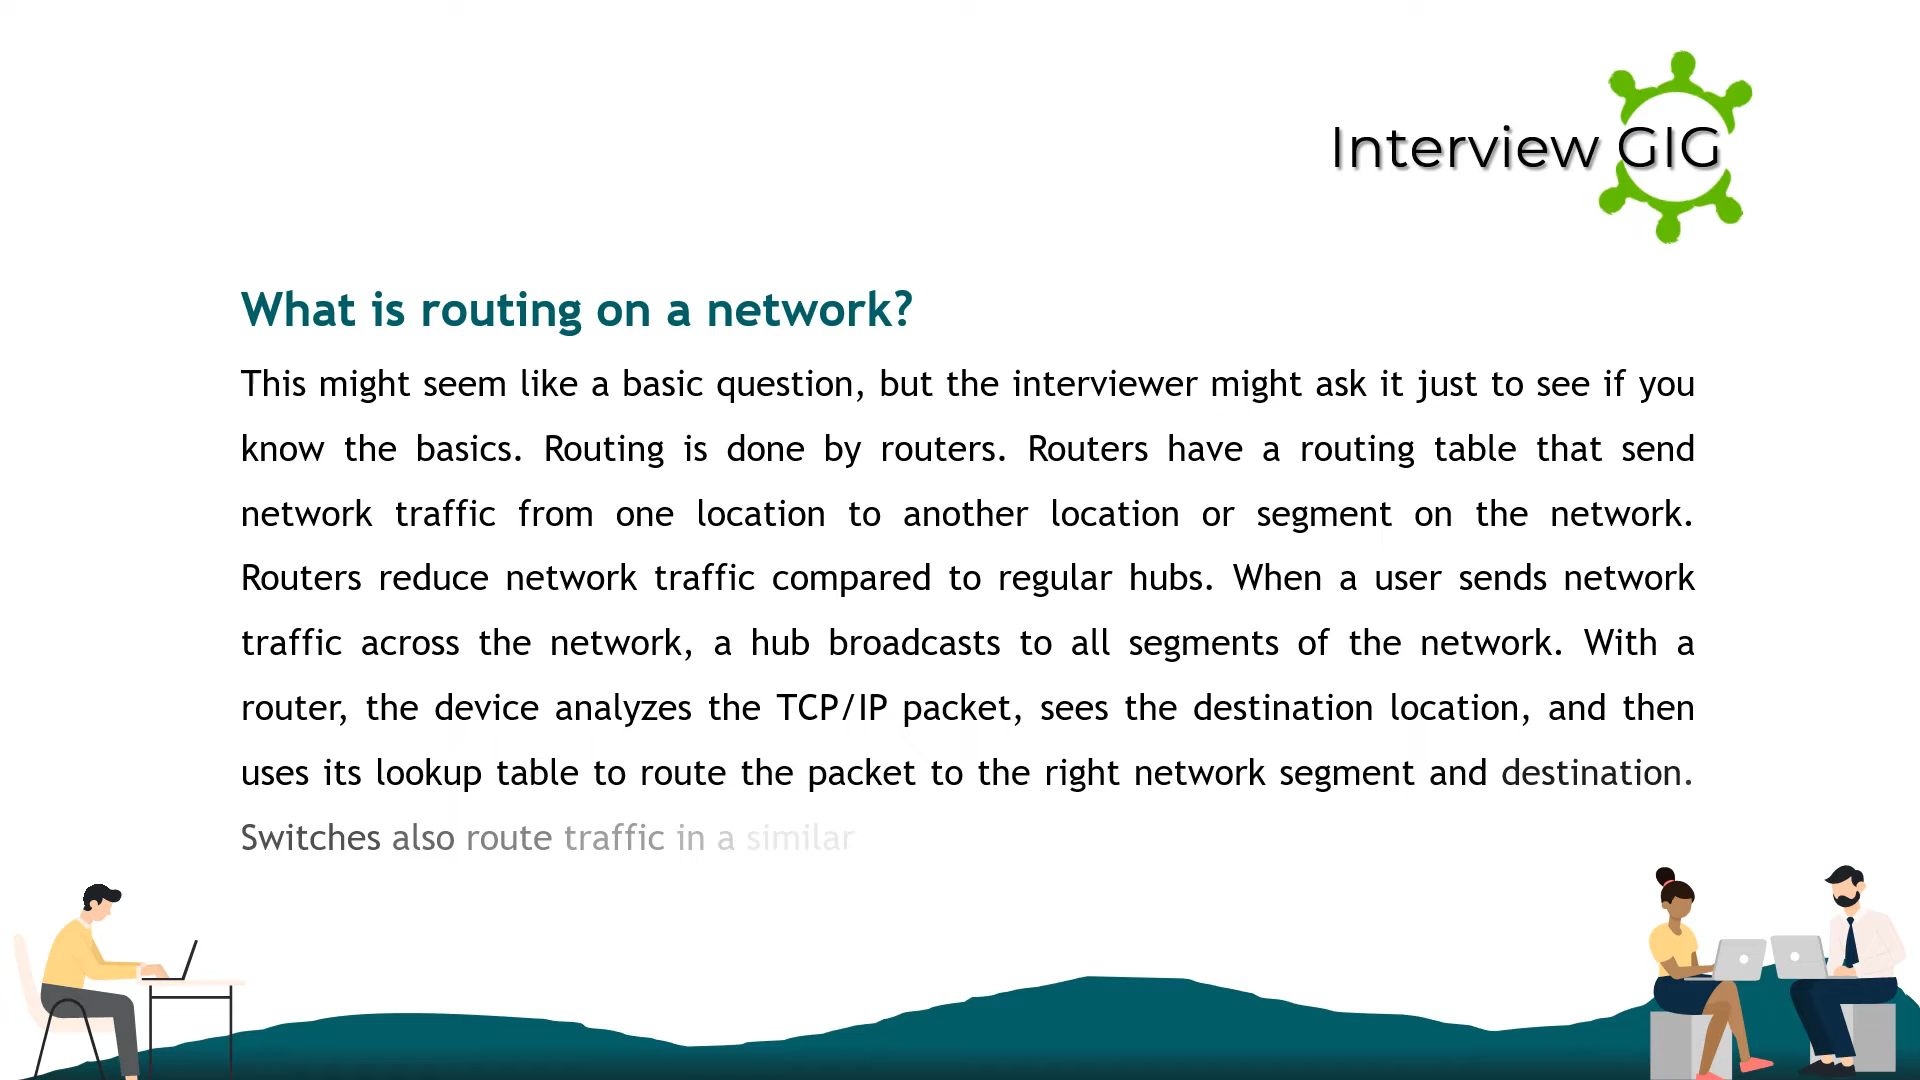 Interview GIG
What is routing on a network?
This might seem like a basic question, but the interviewer might ask it just to see if you
know the basics. Routing is done by routers. Routers have a routing table that send
network traffic from one location to another location or segment on the network.
Routers reduce network traffic compared to regular hubs. When a user sends network
traffic across the network, a hub broadcasts to all segments of the network. With a
router, the device analyzes the TCP/IP packet, sees the destination location, and then
uses its lookup table to route the packet to the right network segment and destination.
Switches also route traffic in a similar